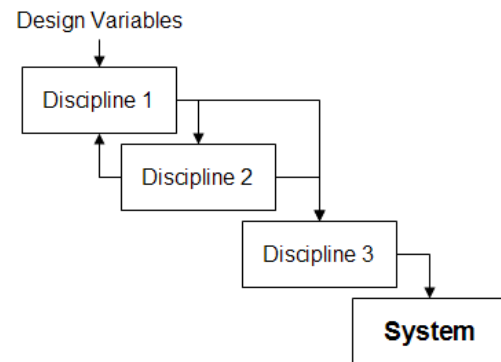 Design Variables
Discipline 1
Discipline 2
Discipline 3
System